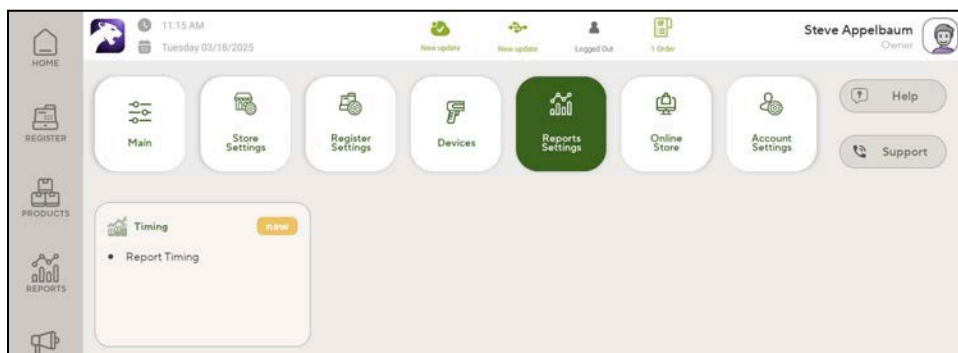 11:15 AM
Tuesday 03/18/2025
New update
New update
Logged Out
1 Order
Steve Appelbaum
Owner
HOME
REGISTER
PRODUCTS
REPORTS
Main
Store
Settings
Register
Settings
Devices
Reports
Settings
Online
Store
Account
Settings
Help
Support
Timing
new
• Report Timing